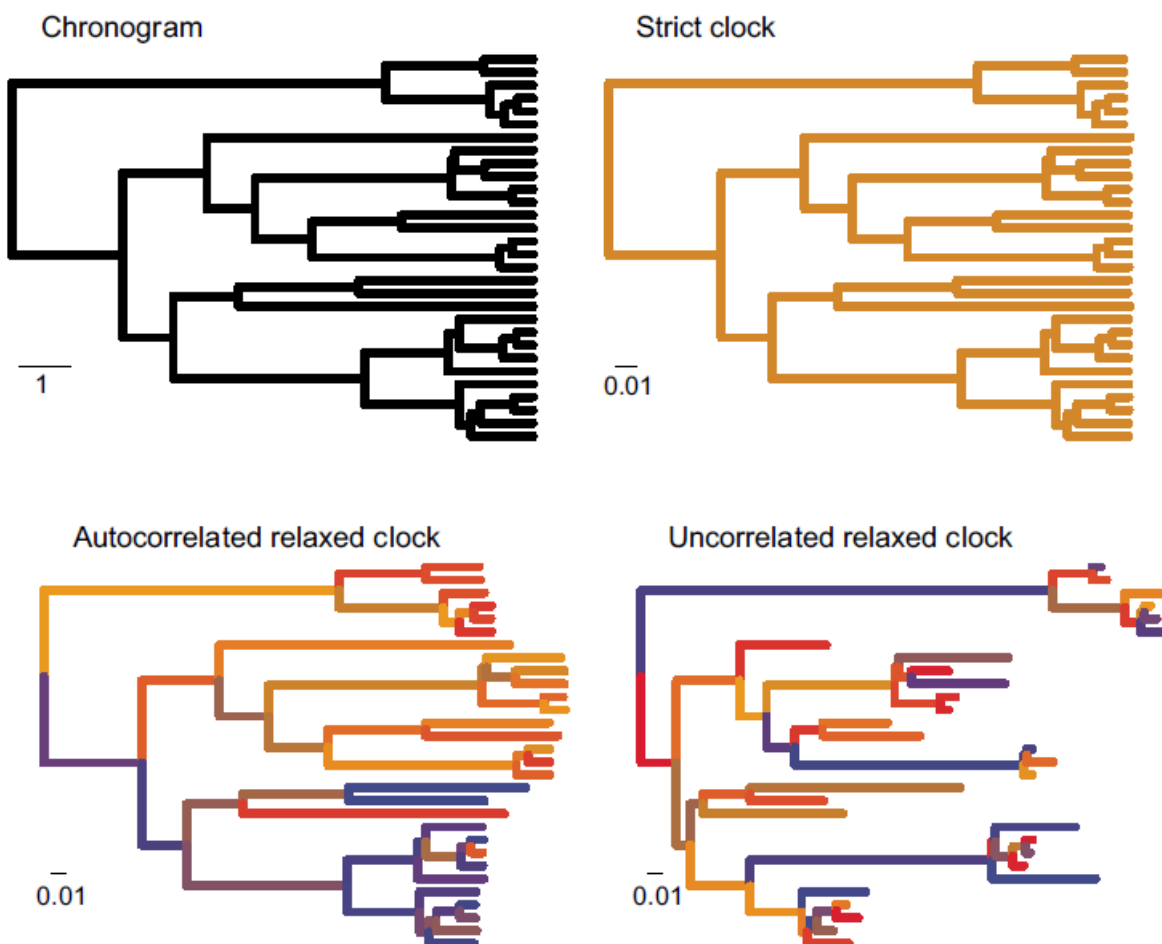 Chronogram
Strict clock
1
0.01
Autocorrelated relaxed clock
Uncorrelated relaxed clock
0.01
0.01